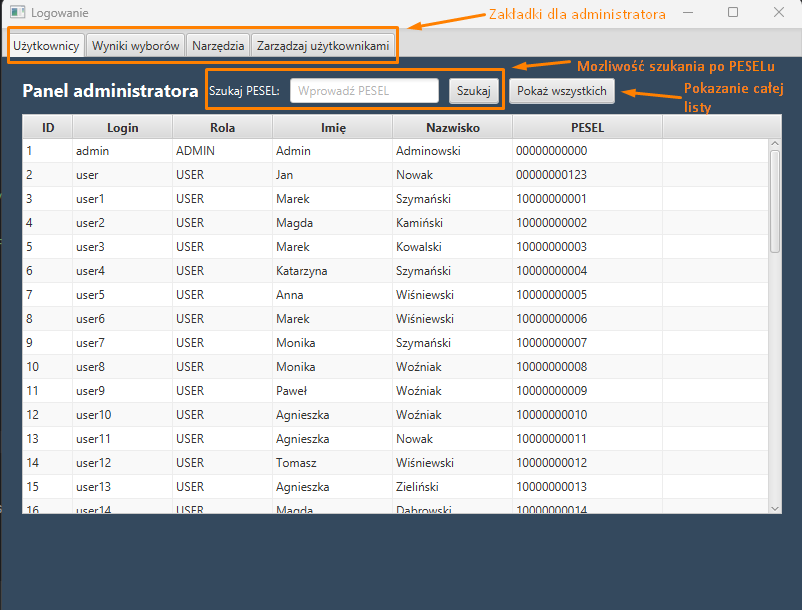 Logowanie
Zakładki dla administratora
Użytkownicy Wyniki wyborów Narzędzia Zarządzaj użytkownikami
Możliwość szukania po PESELu
Panel administratora Szukaj PESEL: Wprowadź PESEL Szukaj Pokaż wszystkich
Pokazanie całej
listy
ID Login Rola Imię Nazwisko PESEL
1 admin ADMIN Admin Adminowski 00000000000
2 user USER Jan Nowak 00000000123
3 user1 USER Marek Szymański 10000000001
4 user2 USER Magda Kamiński 10000000002
5 user3 USER Marek Kowalski 10000000003
6 user4 USER Katarzyna Szymański 10000000004
7 user5 USER Anna Wiśniewski 10000000005
8 user6 USER Marek Wiśniewski 10000000006
9 user7 USER Monika Szymański 10000000007
10 user8 USER Monika Woźniak 10000000008
11 user9 USER Paweł Woźniak 10000000009
12 user10 USER Agnieszka Woźniak 10000000010
13 user11 USER Agnieszka Nowak 10000000011
14 user12 USER Tomasz Wiśniewski 10000000012
15 user13 USER Agnieszka Zieliński 10000000013
16 user14 USER Magda Dąbrowski 10000000014